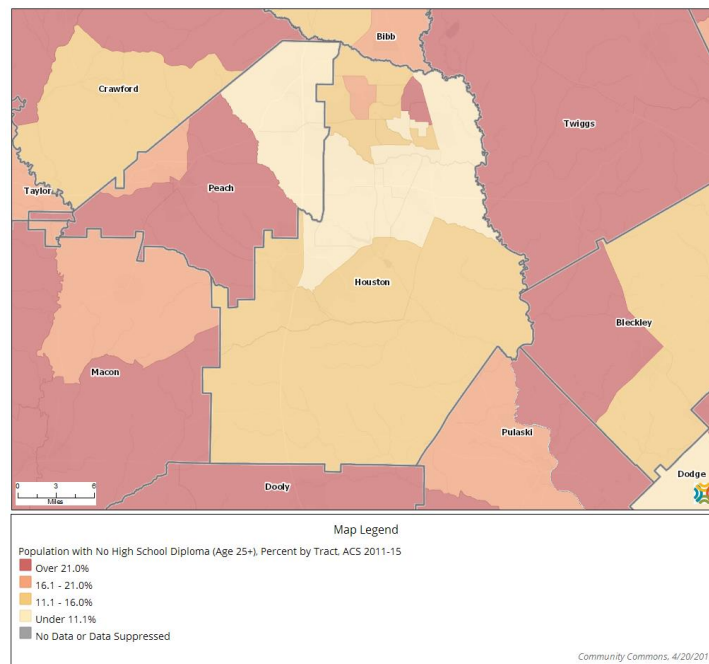 Bibb
Crawford
Twiggs
Taylor
Peach
Houston
Bleckley
Macon
Pulaski
Dooly
Dodge
0 3 6
Miles
Map Legend
Population with No High School Diploma (Age 25+), Percent by Tract, ACS 2011-15
Over 21.0%
16.1 - 21.0%
11.1 - 16.0%
Under 11.1%
No Data or Data Suppressed
Community Commons, 4/20/201